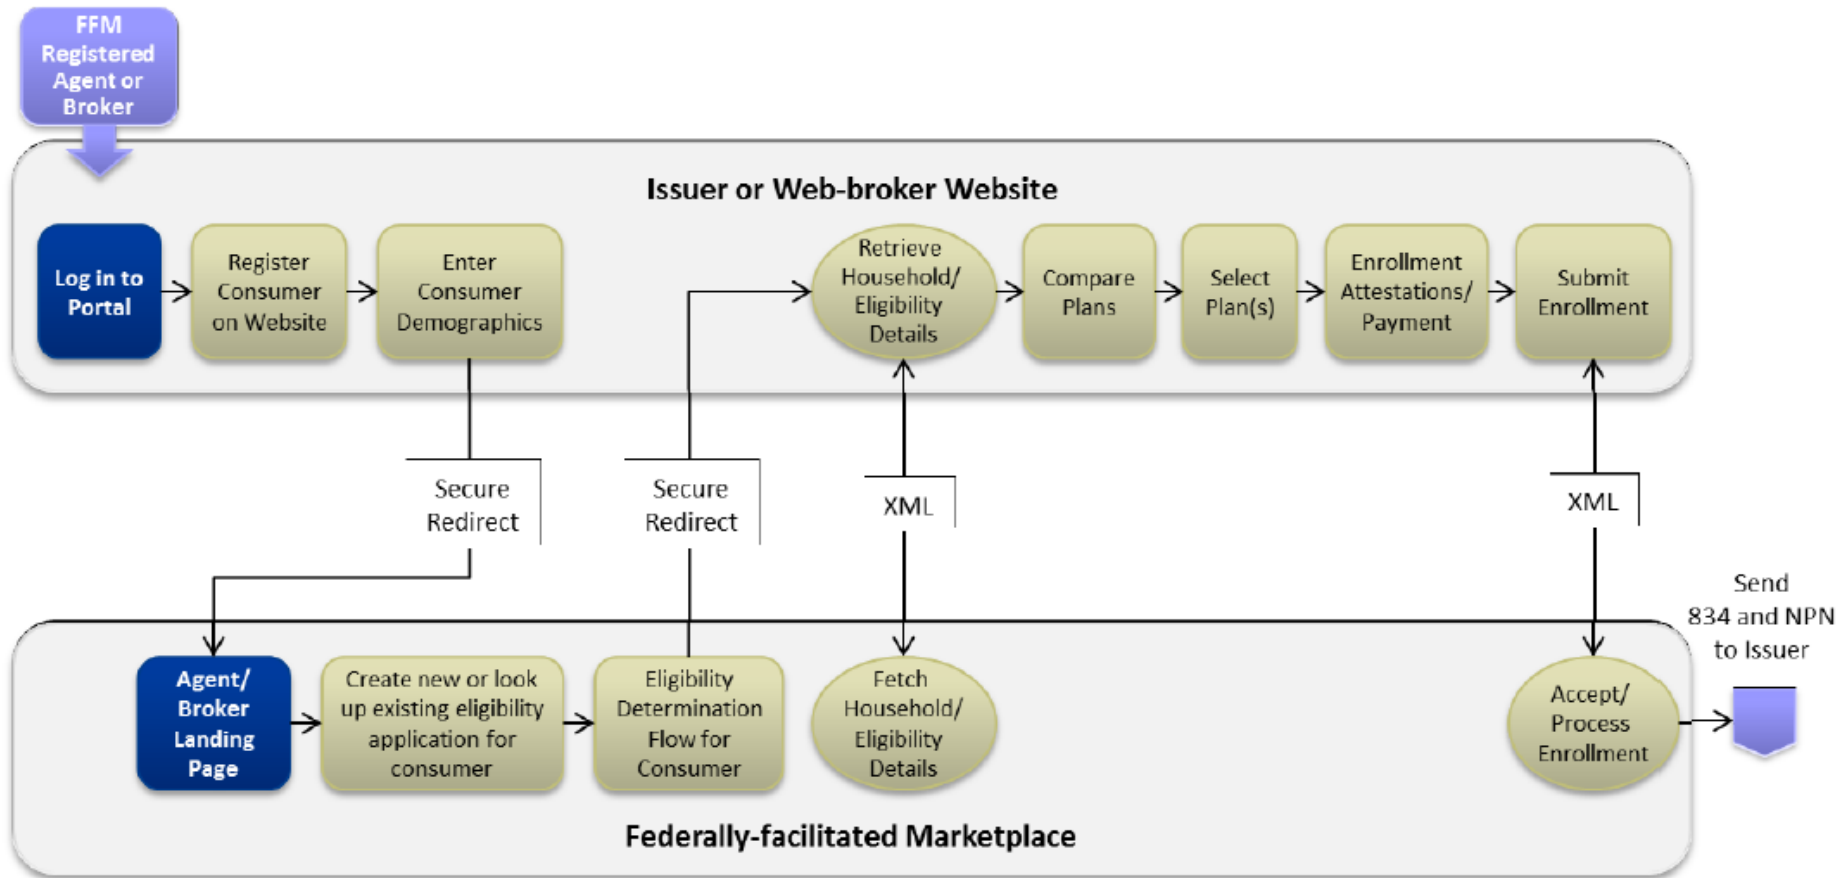 FFM
Registered
Agent or
Broker
Issuer or Web-broker Website
Log in to
Portal
Register
Consumer
on Website
Enter
Consumer
Demographics
Retrieve
Household/
Eligibility
Details
Compare
Plans
Select
Plan(s)
Enrollment
Attestations/
Payment
Submit
Enrollment
Secure
Redirect
Secure
Redirect
XML
XML
Send
834 and NPN
to Issuer
Agent/
Broker
Landing
Page
Create new or look
up existing eligibility
application for
consumer
Eligibility
Determination
Flow for
Consumer
Fetch
Household/
Eligibility
Details
Accept/
Process
Enrollment
Federally-facilitated Marketplace